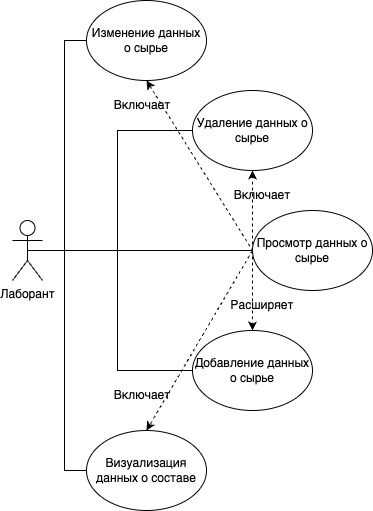 Изменение данных
о сырье
Включает
Удаление данных о
сырье
Включает
Просмотр данных о
сырье
Лаборант
Расширяет
Добавление данных
о сырье
Включает
Визуализация
данных о составе